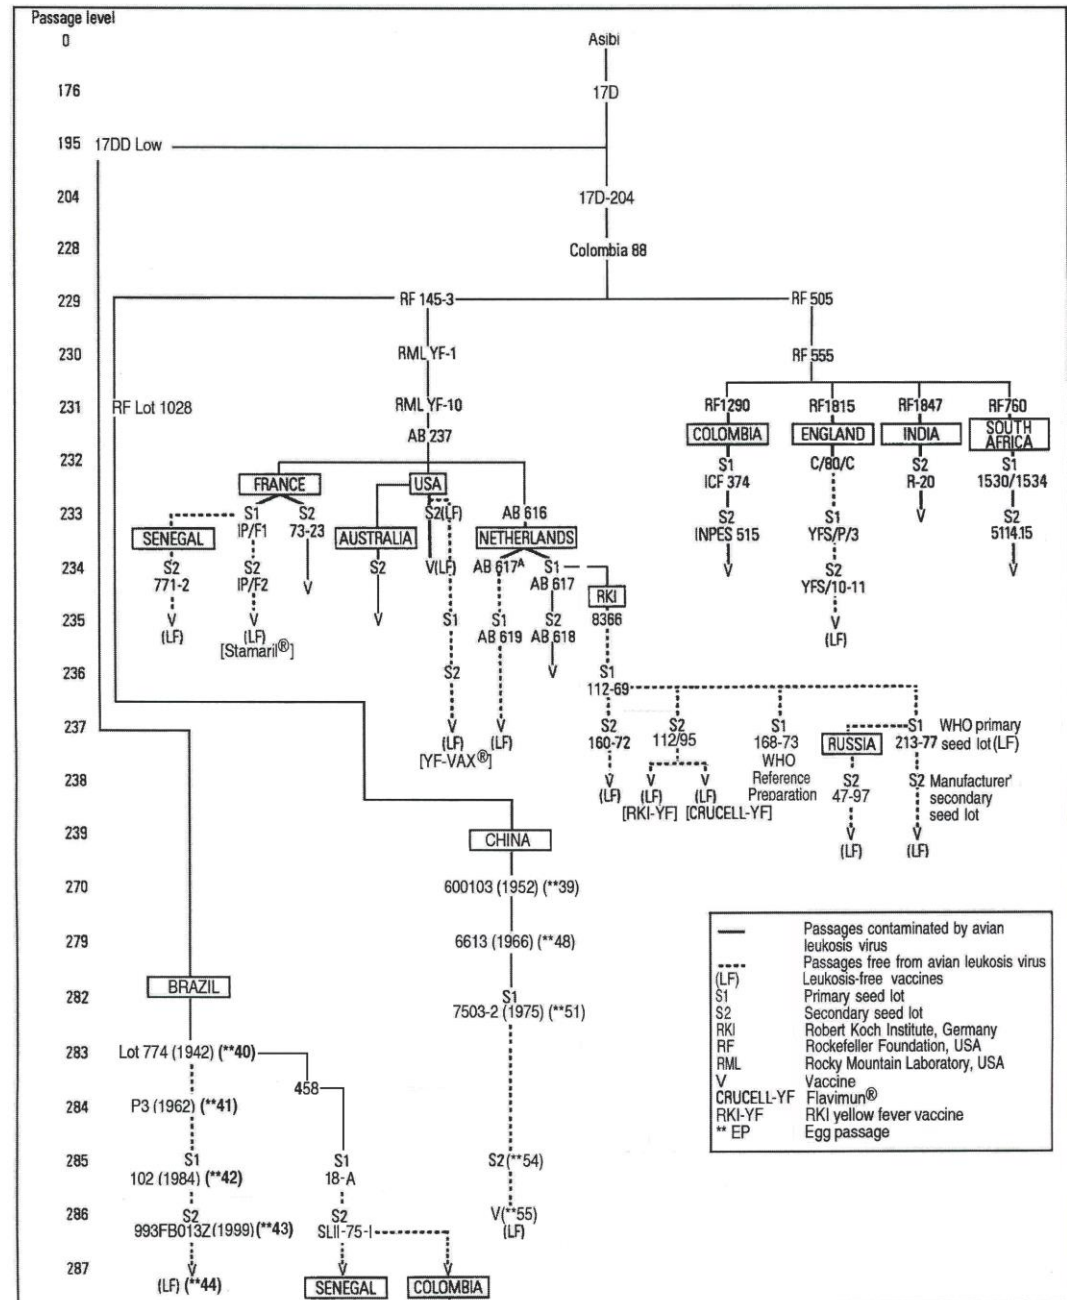 Passage level
0 Asibi
176 17D
195 17DD Low
204 17D-204
228 Colombia 88
229 RF 145-3 RF 505
230 RML YF-1 RF 555
231 RF Lot 1028 RML YF-10 RF1290 RF1815 RF1847 RF760
AB 237 COLOMBIA ENGLAND INDIA SOUTH AFRICA
232 FRANCE USA S1 C/80/C S2 S1
ICF 374 R-20 1530/1534
233 S1 S2 S2(LF) AB 616 S2 S1 V S2
SENEGAL IP/F1 73-23 AUSTRALIA NETHERLANDS INPES 515 YFS/P/3 5114.15
234 S2 S2 V S2 V(LF) AB 617A S1 V S2 V
771-2 IP/F2 AB 617 RKI YFS/10-11
235 V V V S1 S1 S2 8366 V
(LF) (LF) AB 619 AB 618 (LF)
[Stamaril®]
236 S2 V S1
112-69
237 V V S2 S2 S1 S1 WHO primary
(LF) (LF) 160-72 112/95 168-73 RUSSIA 213-77 seed lot (LF)
[YF-VAX®] WHO
Reference
Preparation
238 V V V S2 S2 Manufacturer'
(LF) (LF) (LF) 47-97 secondary
[RKI-YF] [CRUCELL-YF] seed lot
239 CHINA V V
(LF) (LF)
270 600103 (1952) (**39)
279 6613 (1966) (**48)
BRAZIL
282 S1
7503-2 (1975) (**51)
283 Lot 774 (1942) (**40)
458
284 P3 (1962) (**41)
285 S1 S1 S2 (**54)
102 (1984) (**42) 18-A
286 S2 S2 V(**55)
993FB013Z (1999) (**43) SLII-75-I (LF)
287 V V V
(LF) (**44) SENEGAL COLOMBIA
Passages contaminated by avian
leukosis virus
Passages free from avian leukosis virus
(LF) Leukosis-free vaccines
S1 Primary seed lot
S2 Secondary seed lot
RKI Robert Koch Institute, Germany
RF Rockefeller Foundation, USA
RML Rocky Mountain Laboratory, USA
V Vaccine
CRUCELL-YF Flavimun®
RKI-YF RKI yellow fever vaccine
** EP Egg passage